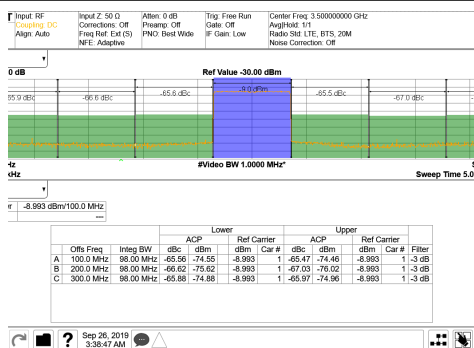 Input: RF Input Z: 50 Ω Atten: 0 dB Trig: Free Run Center Freq: 3.500000000 GHz
Coupling: DC Corrections: Off Preamp: Off Gate: Off Avg|Hold: 1/1
Align: Auto Freq Ref: Ext (S) PNO: Best Wide IF Gain: Low Radio Std: LTE, BTS, 20M
NFE: Adaptive Noise Correction: Off
0 dB Ref Value -30.00 dBm
65.9 dBc -66.6 dBc -65.6 dBc -9.0 dBm -65.5 dBc -67.0 dBc
Hz #Video BW 1.0000 MHz*
kHz Sweep Time 5.0
-8.993 dBm/100.0 MHz
---
Lower Upper
ACP Ref Carrier ACP Ref Carrier
Offs Freq Integ BW dBc dBm dBm Car # dBc dBm dBm Car # Filter
A 100.0 MHz 98.00 MHz -65.56 -74.55 -8.993 1 -65.47 -74.46 -8.993 1 -3 dB
B 200.0 MHz 98.00 MHz -66.62 -75.62 -8.993 1 -67.03 -76.02 -8.993 1 -3 dB
C 300.0 MHz 98.00 MHz -65.88 -74.88 -8.993 1 -65.97 -74.96 -8.993 1 -3 dB
? Sep 26, 2019
3:38:47 AM